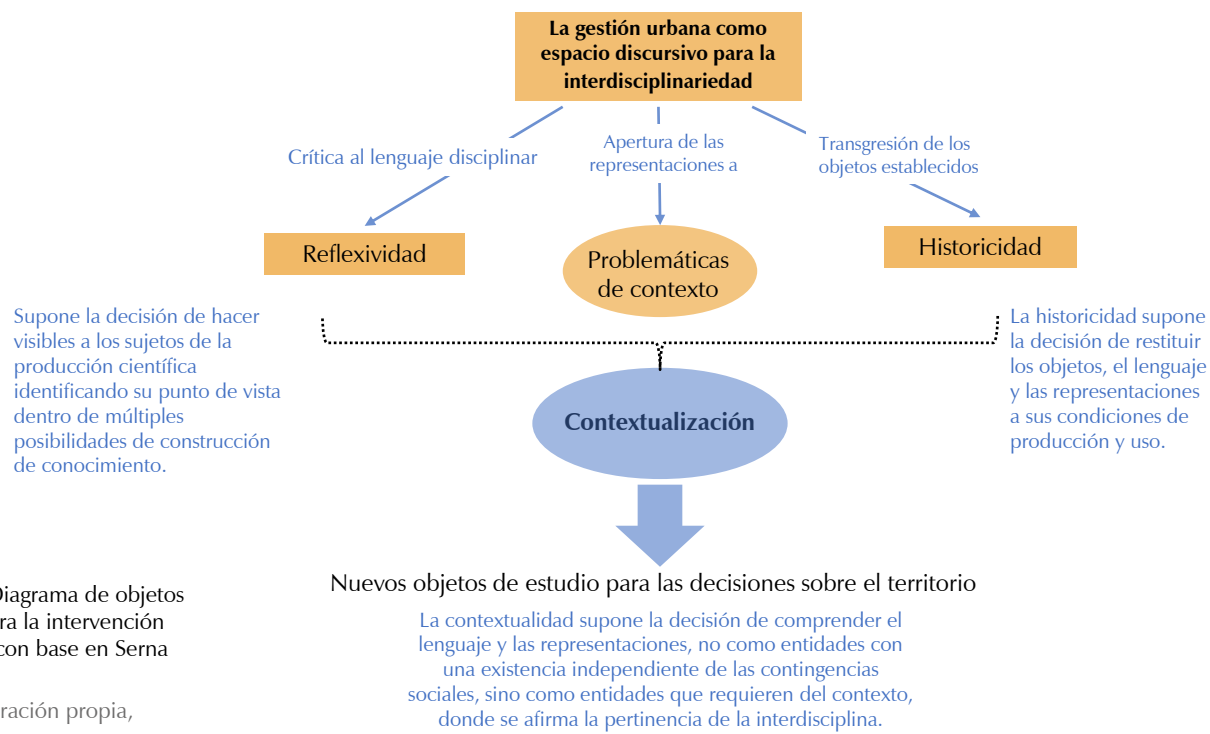 La gestión urbana como
espacio discursivo para la
interdisciplinariedad
Crítica al lenguaje disciplinar
Apertura de las
representaciones a
Transgresión de los
objetos establecidos
Reflexividad
Problemáticas
de contexto
Historicidad
Supone la decisión de hacer
visibles a los sujetos de la
producción científica
identificando su punto de vista
dentro de múltiples
posibilidades de construcción
de conocimiento.
La historicidad supone
la decisión de restituir
los objetos, el lenguaje
y las representaciones
a sus condiciones de
producción y uso.
Contextualización
Nuevos objetos de estudio para las decisiones sobre el territorio
La contextualidad supone la decisión de comprender el
lenguaje y las representaciones, no como entidades con
una existencia independiente de las contingencias
sociales, sino como entidades que requieren del contexto,
donde se afirma la pertinencia de la interdisciplina.
Diagrama de objetos
ra la intervención
con base en Serna
ración propia,